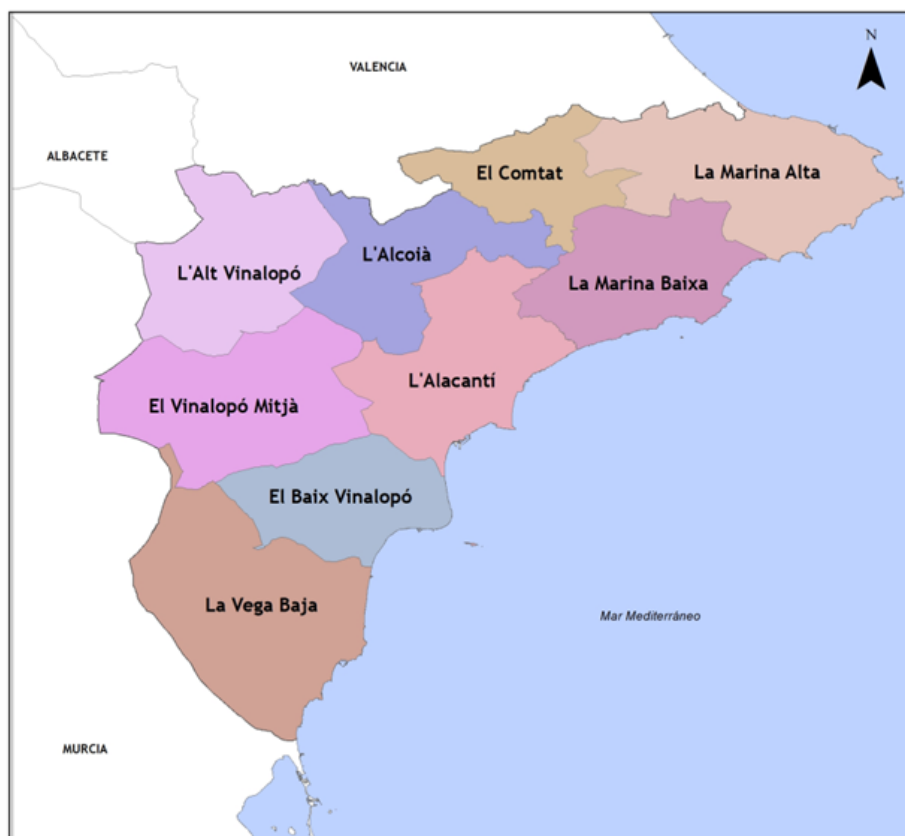 N
VALENCIA
ALBACETE
El Comtat
La Marina Alta
L'Alcoià
L'Alt Vinalopó
La Marina Baixa
L'Alacantí
El Vinalopó Mitjà
El Baix Vinalopó
La Vega Baja
Mar Mediterráneo
MURCIA